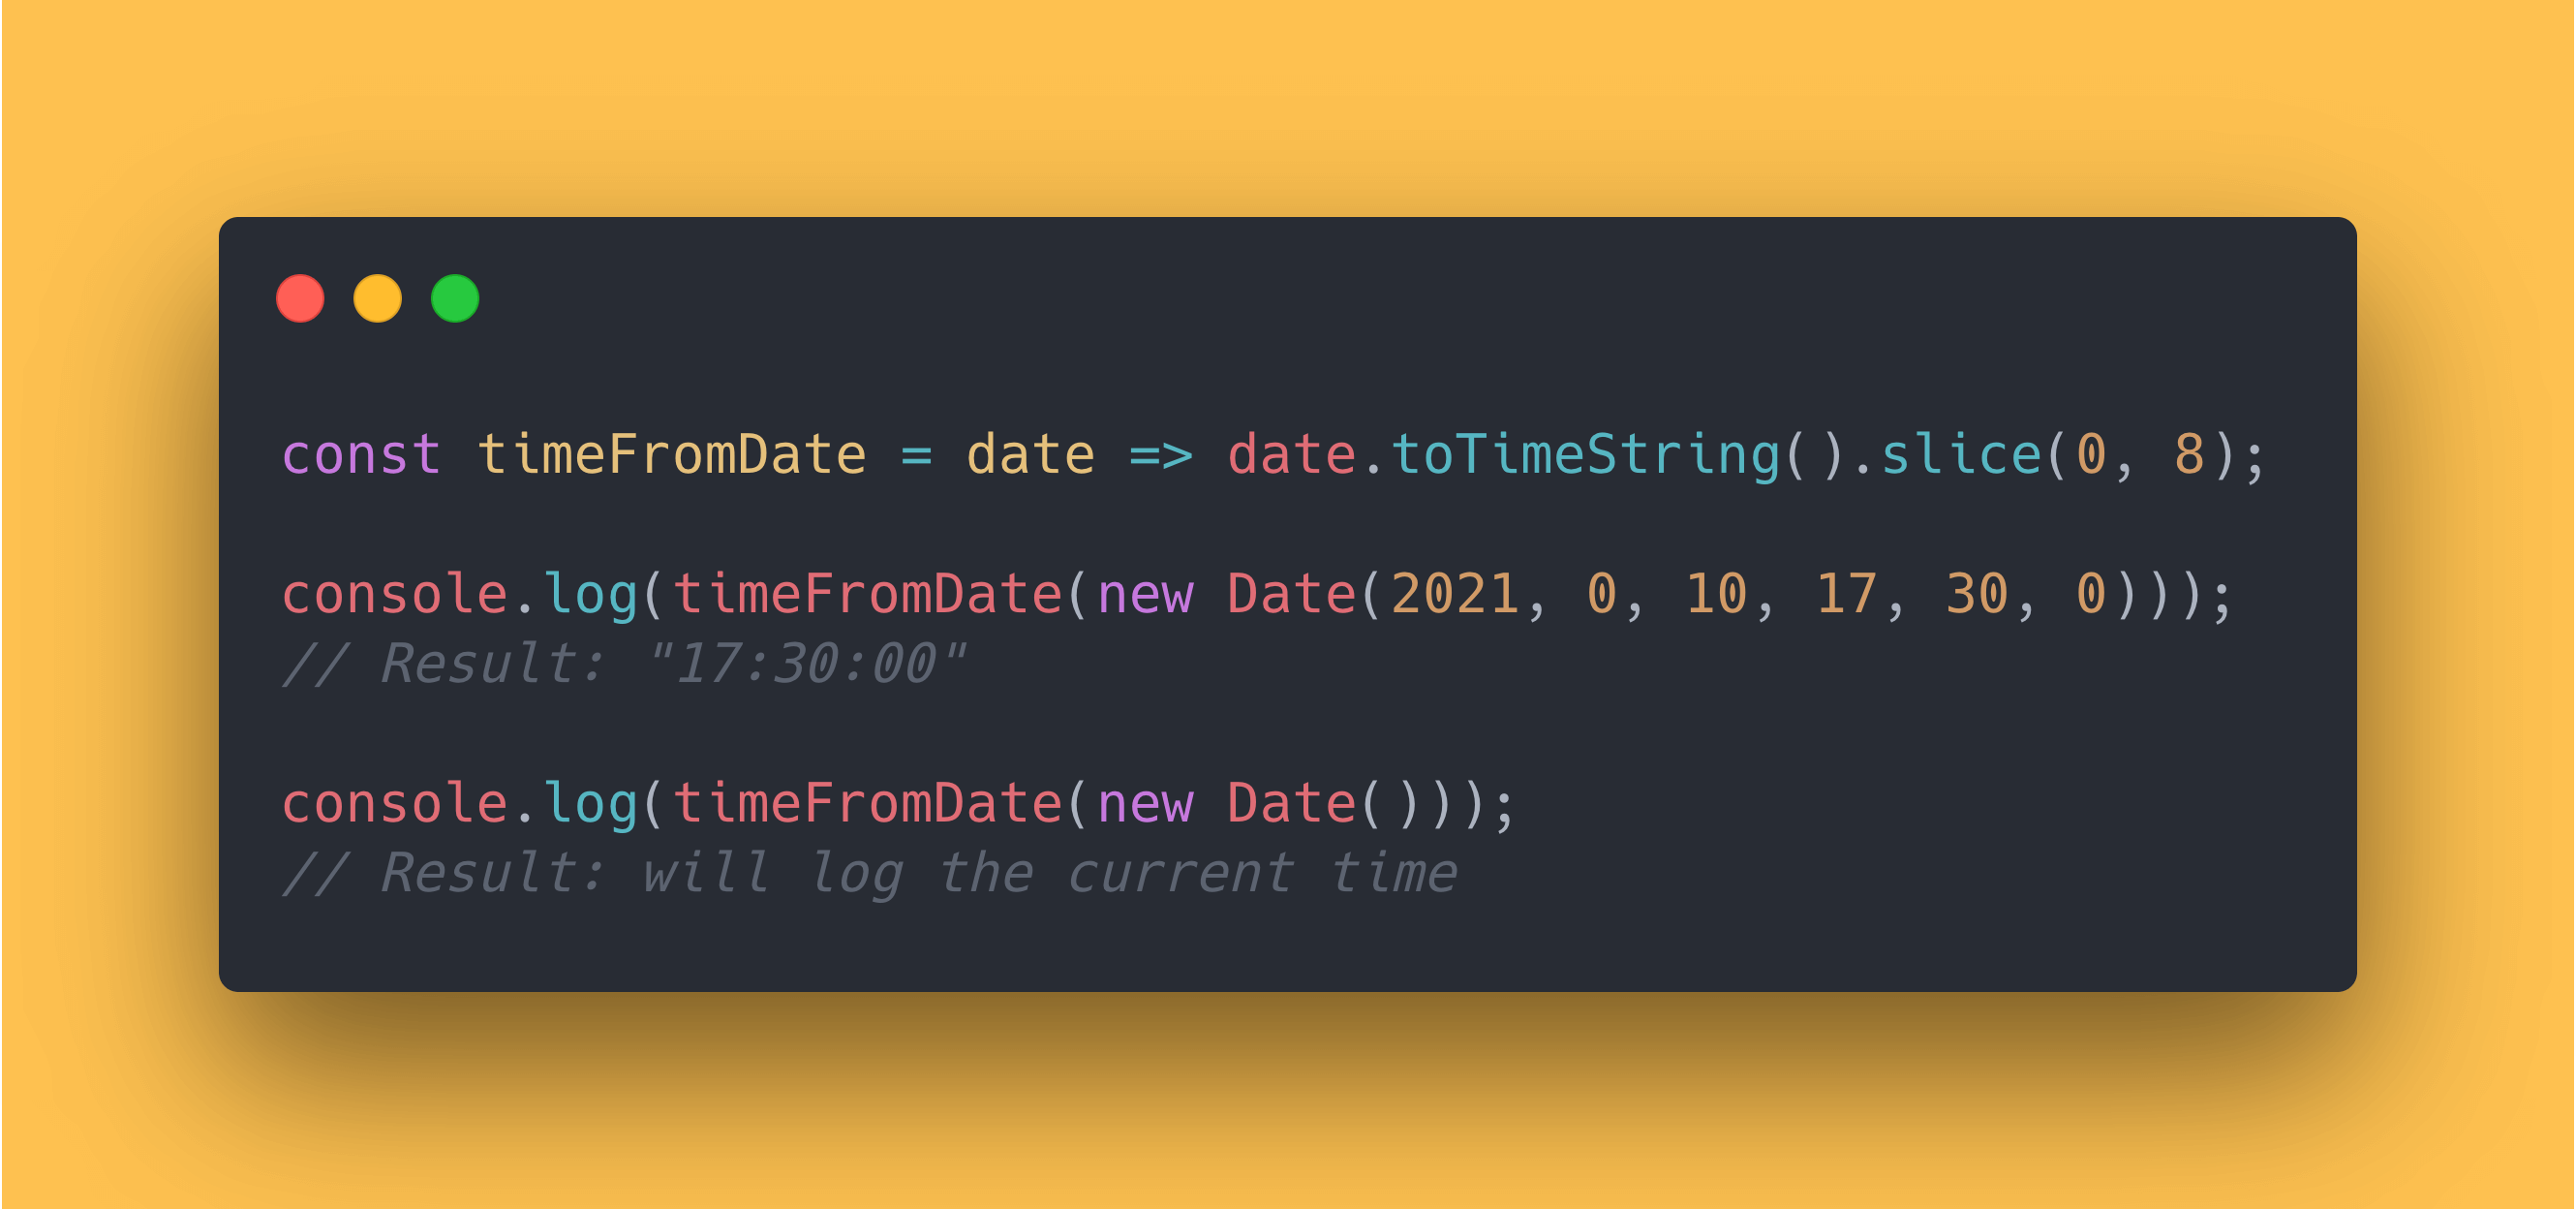 const timeFromDate = date => date.toTimeString().slice(0, 8);
console.log(timeFromDate(new Date(2021, 0, 10, 17, 30, 0)));
// Result: "17:30:00"
console.log(timeFromDate(new Date()));
// Result: will log the current time